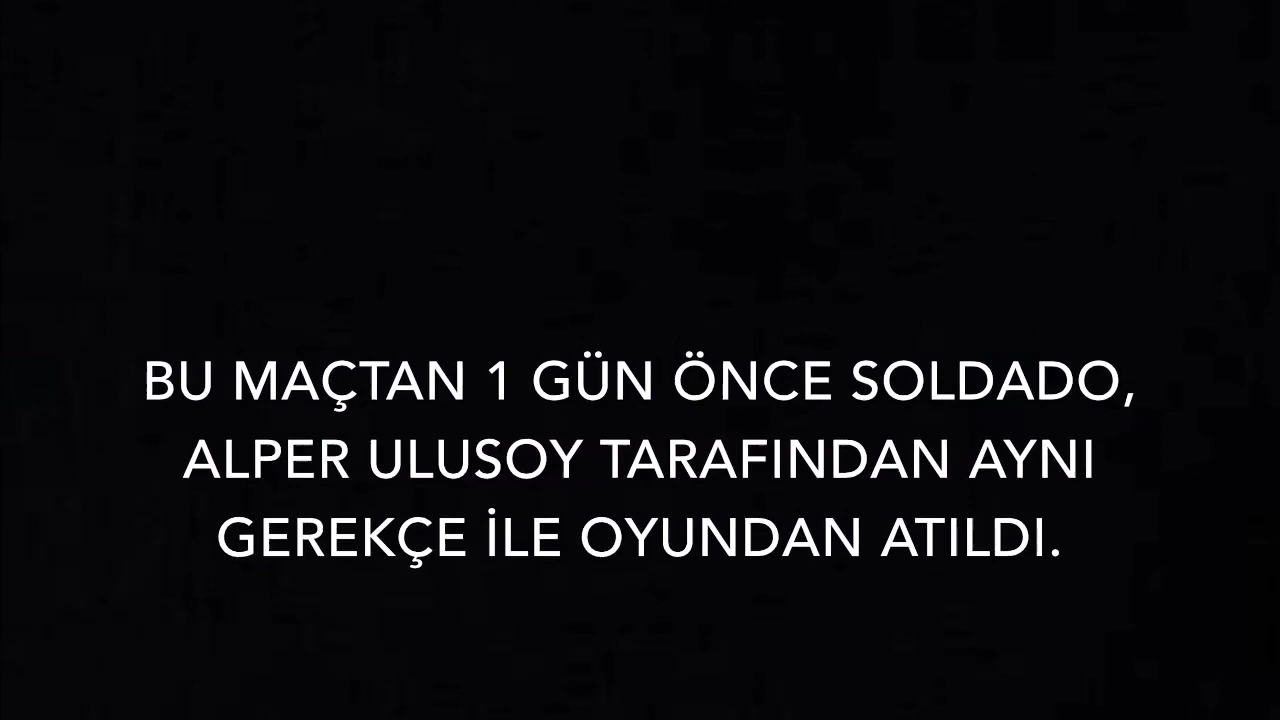 BU MAÇTAN 1 GÜN ÖNCE SOLDADO,
ALPER ULUSOY TARAFINDAN AYNI
GEREKÇE İLE OYUNDAN ATILDI.